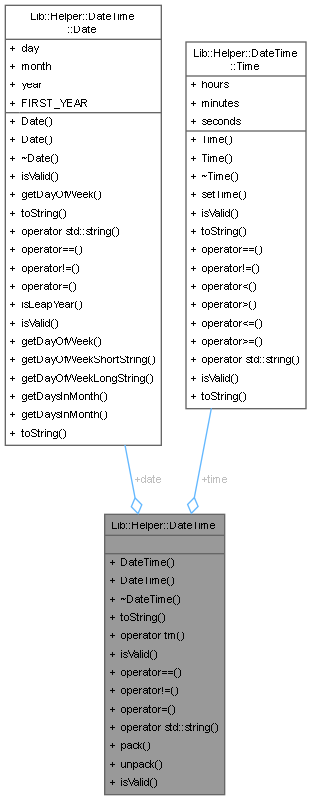 Lib::Helper::DateTime
::Date
+ day
+ month
+ year
+ FIRST_YEAR
+ Date()
+ Date()
+ ~Date()
+ isValid()
+ getDayOfWeek()
+ toString()
+ operator std::string()
+ operator==()
+ operator!=()
+ operator=()
+ isLeapYear()
+ isValid()
+ getDayOfWeek()
+ getDayOfWeekShortString()
+ getDayOfWeekLongString()
+ getDaysInMonth()
+ getDaysInMonth()
+ toString()
Lib::Helper::DateTime
::Time
+ hours
+ minutes
+ seconds
+ Time()
+ Time()
+ ~Time()
+ setTime()
+ isValid()
+ toString()
+ operator==()
+ operator!=()
+ operator<()
+ operator>()
+ operator<=()
+ operator>=()
+ operator std::string()
+ isValid()
+ toString()
+date
+time
Lib::Helper::DateTime
+ DateTime()
+ DateTime()
+ ~DateTime()
+ toString()
+ operator tm()
+ isValid()
+ operator==()
+ operator!=()
+ operator=()
+ operator std::string()
+ pack()
+ unpack()
+ isValid()